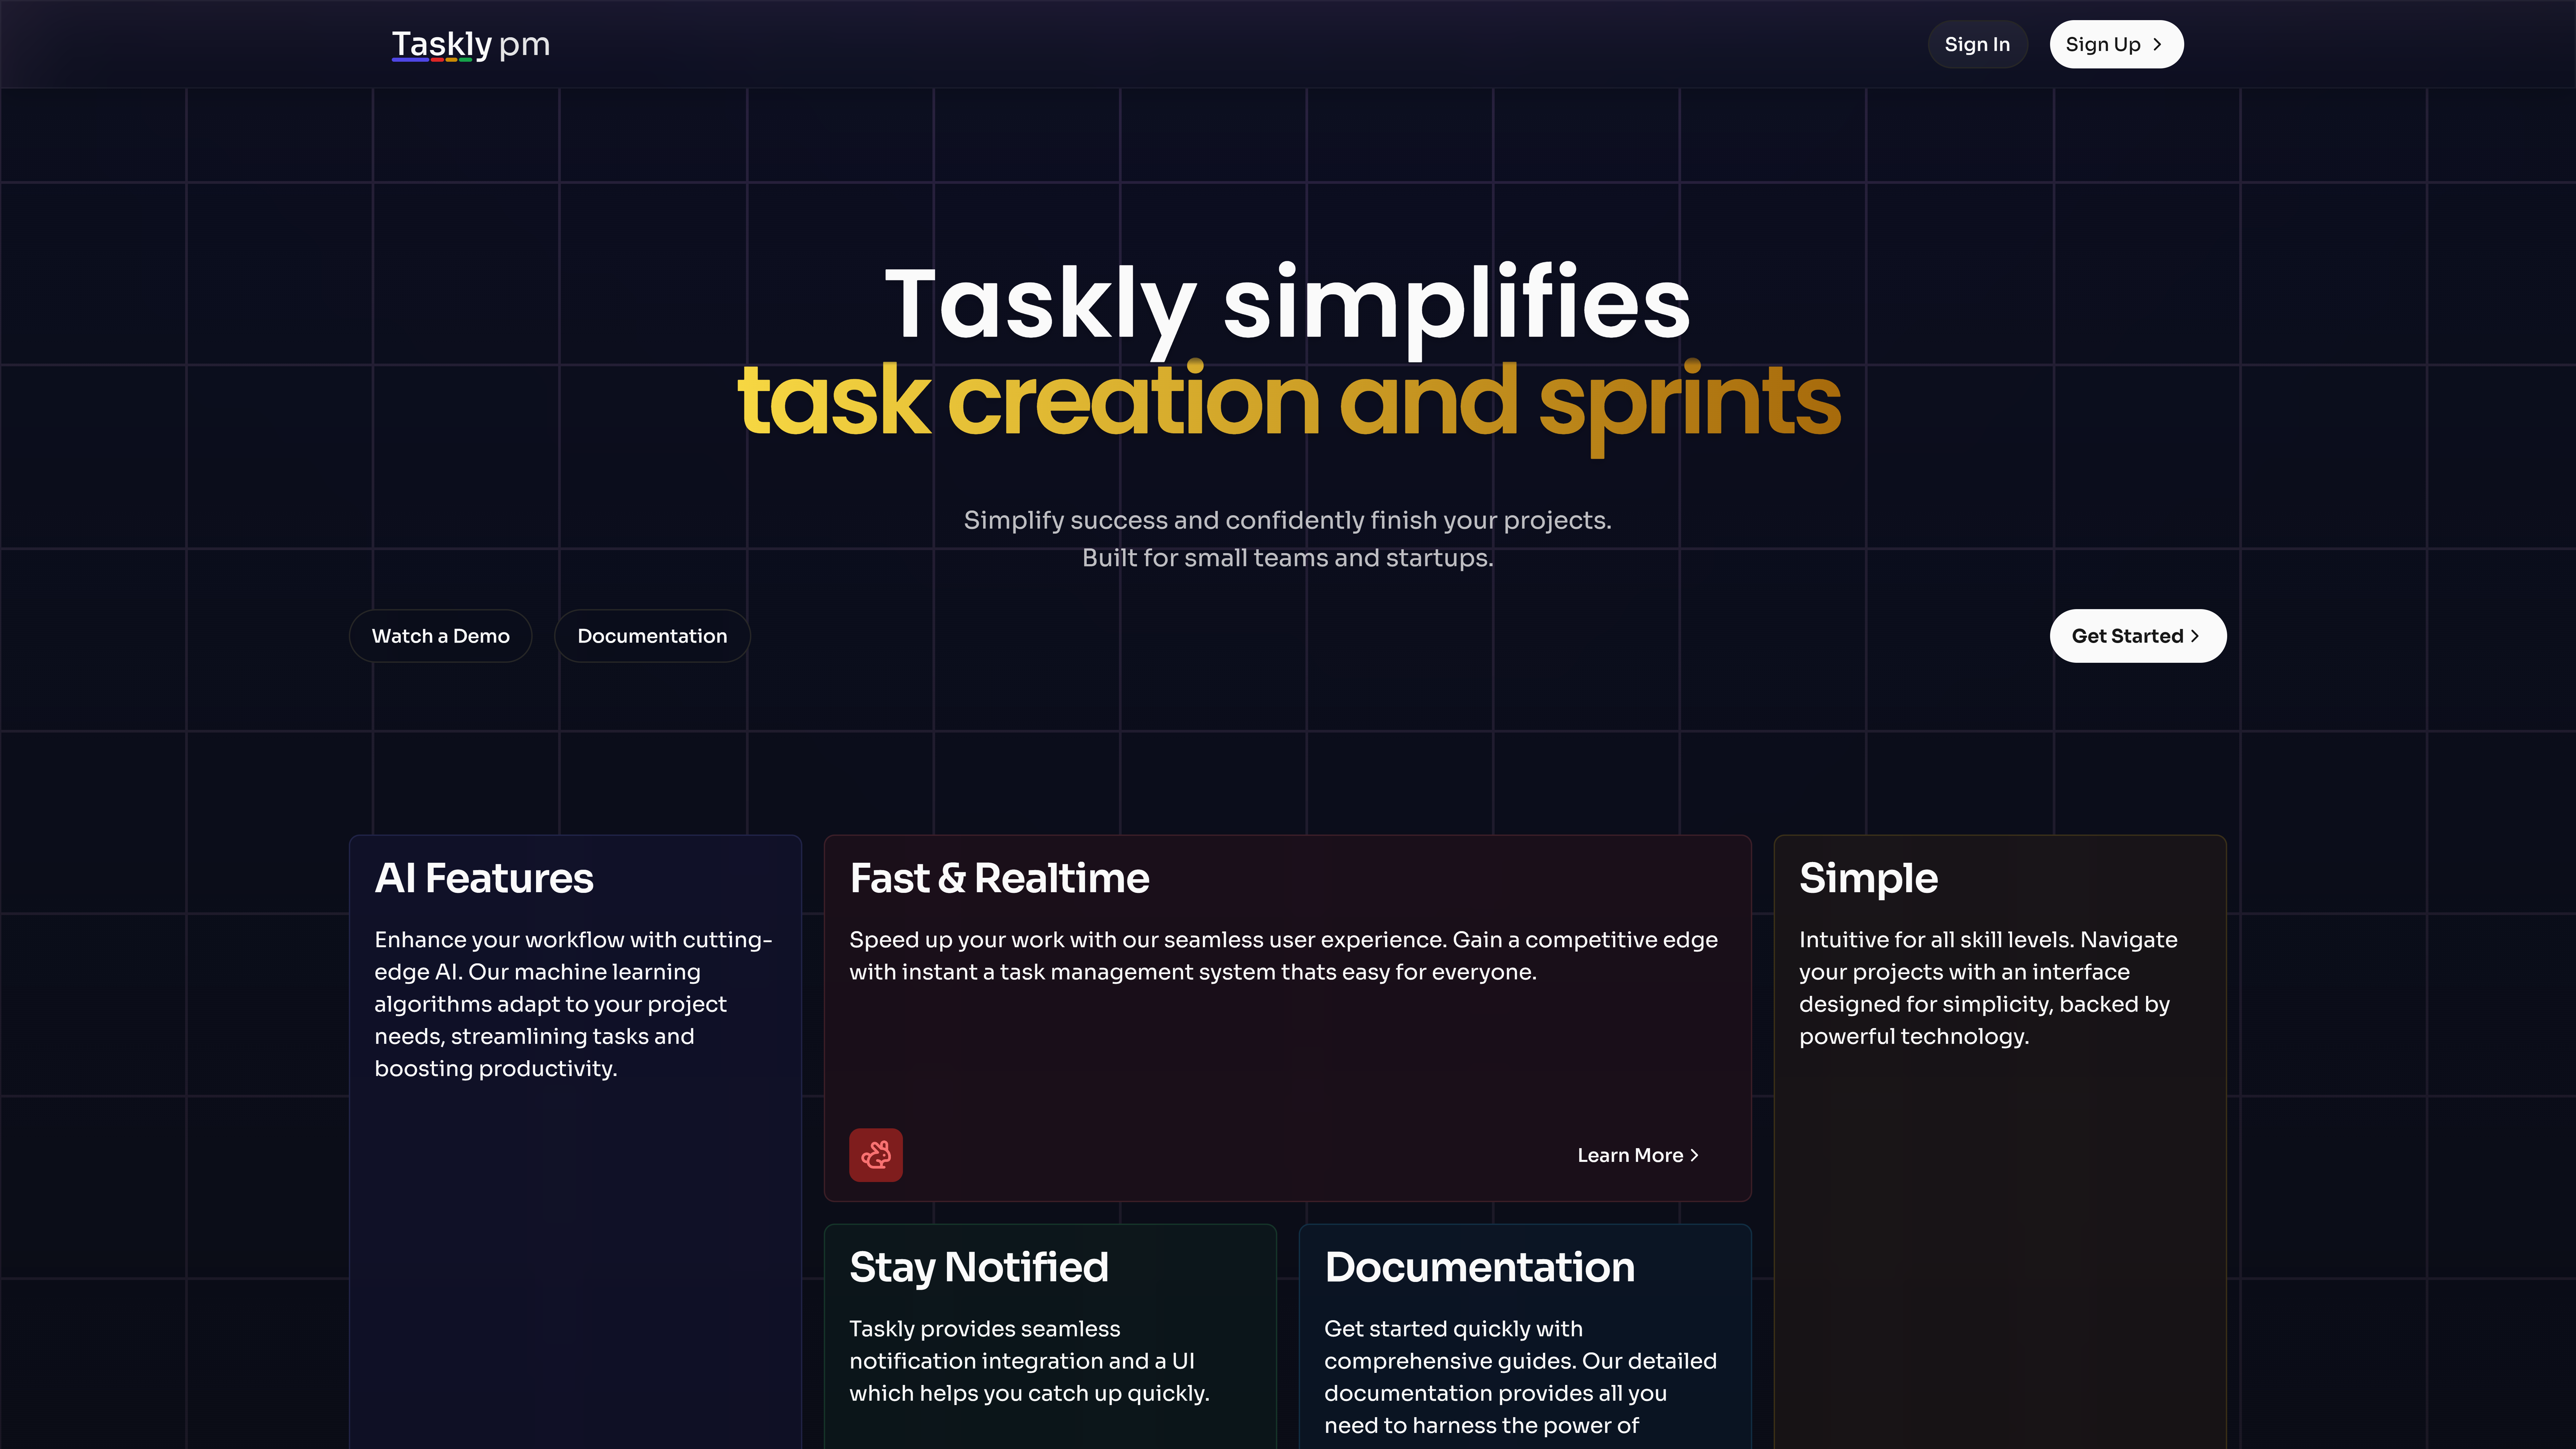 Taskly pm
Sign In
Sign Up
Taskly simplifies
task creation and sprints
Simplify success and confidently finish your projects.
Built for small teams and startups.
Watch a Demo
Documentation
Get Started
AI Features
Enhance your workflow with cutting-
edge AI. Our machine learning
algorithms adapt to your project
needs, streamlining tasks and
boosting productivity.
Fast & Realtime
Speed up your work with our seamless user experience. Gain a competitive edge
with instant a task management system thats easy for everyone.
Learn More
Simple
Intuitive for all skill levels. Navigate
your projects with an interface
designed for simplicity, backed by
powerful technology.
Stay Notified
Taskly provides seamless
notification integration and a UI
which helps you catch up quickly.
Documentation
Get started quickly with
comprehensive guides. Our detailed
documentation provides all you
need to harness the power of